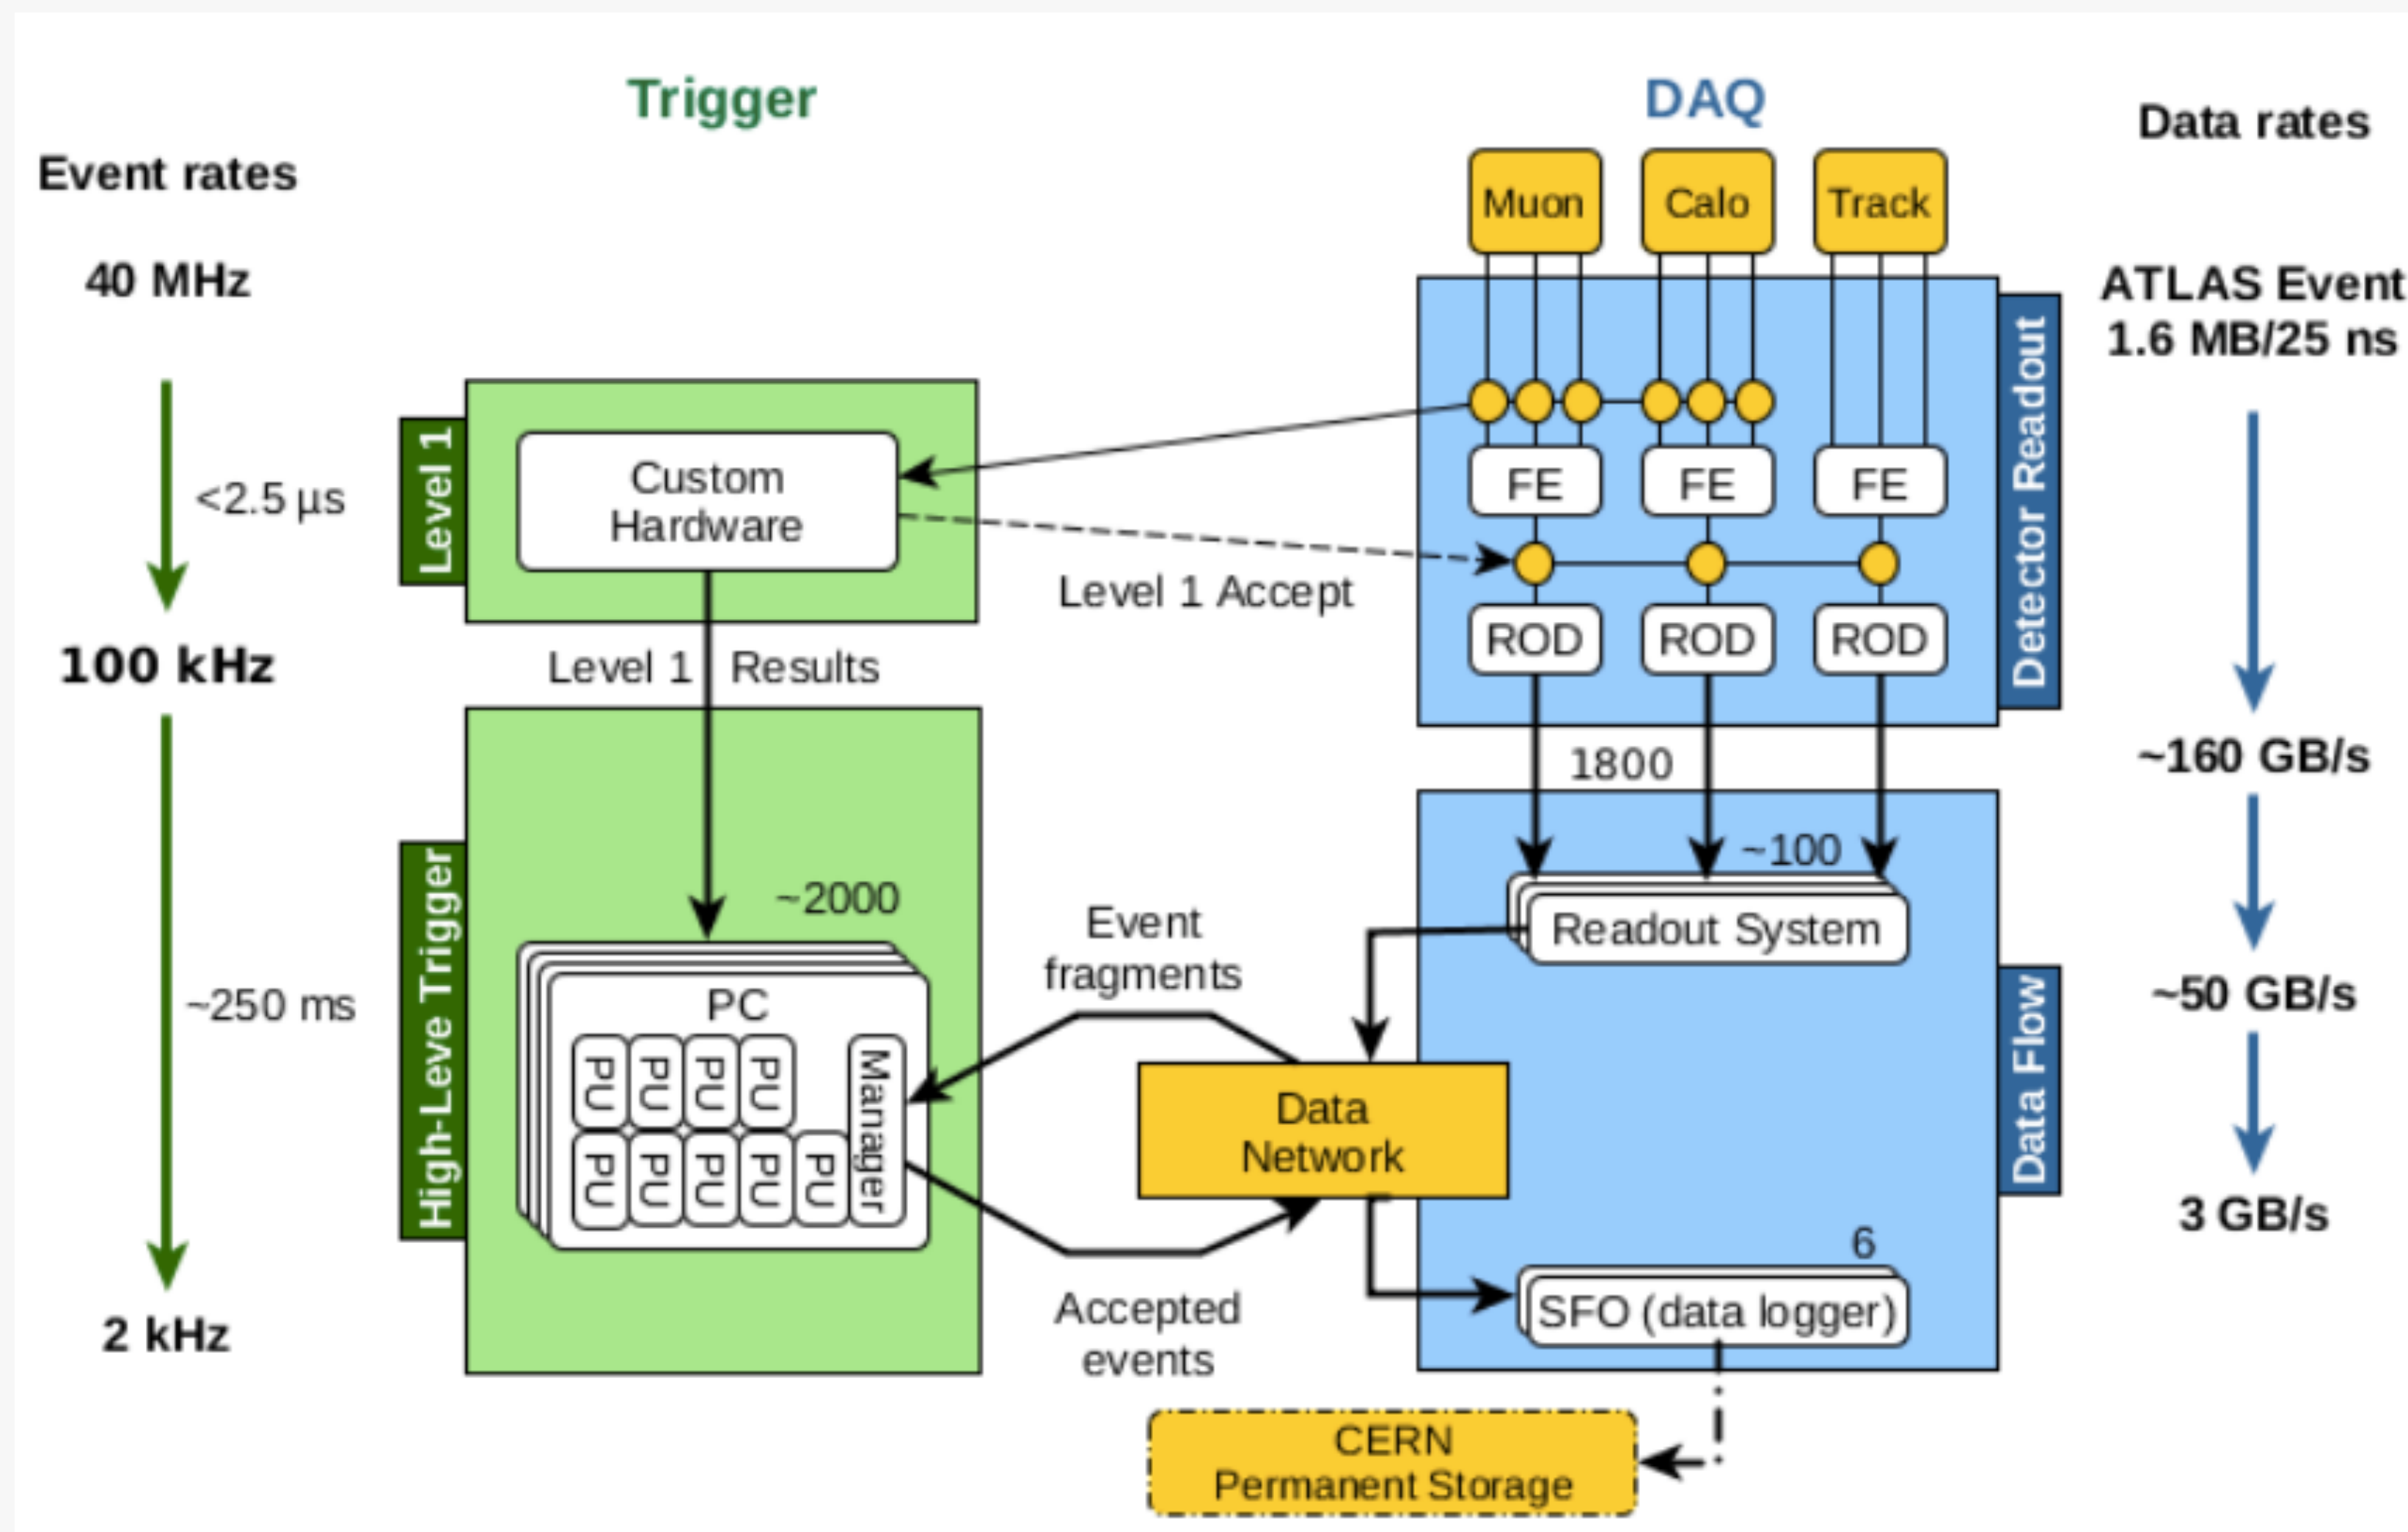 Trigger
DAQ
Event rates
Data rates
40 MHz
ATLAS Event
1.6 MB/25 ns
Muon
Calo
Track
Level 1
<2.5 µs
Custom
Hardware
FE
FE
FE
Detector Readout
Level 1 Accept
ROD
ROD
ROD
100 kHz
Level 1 Results
1800
~160 GB/s
High-Leve Trigger
~250 ms
~2000
PC
PU
PU
PU
PU
PU
PU
PU
PU
PU
Manager
Event
fragments
~100
Readout System
~50 GB/s
Data
Network
Data Flow
3 GB/s
Accepted
events
6
SFO (data logger)
2 kHz
CERN
Permanent Storage